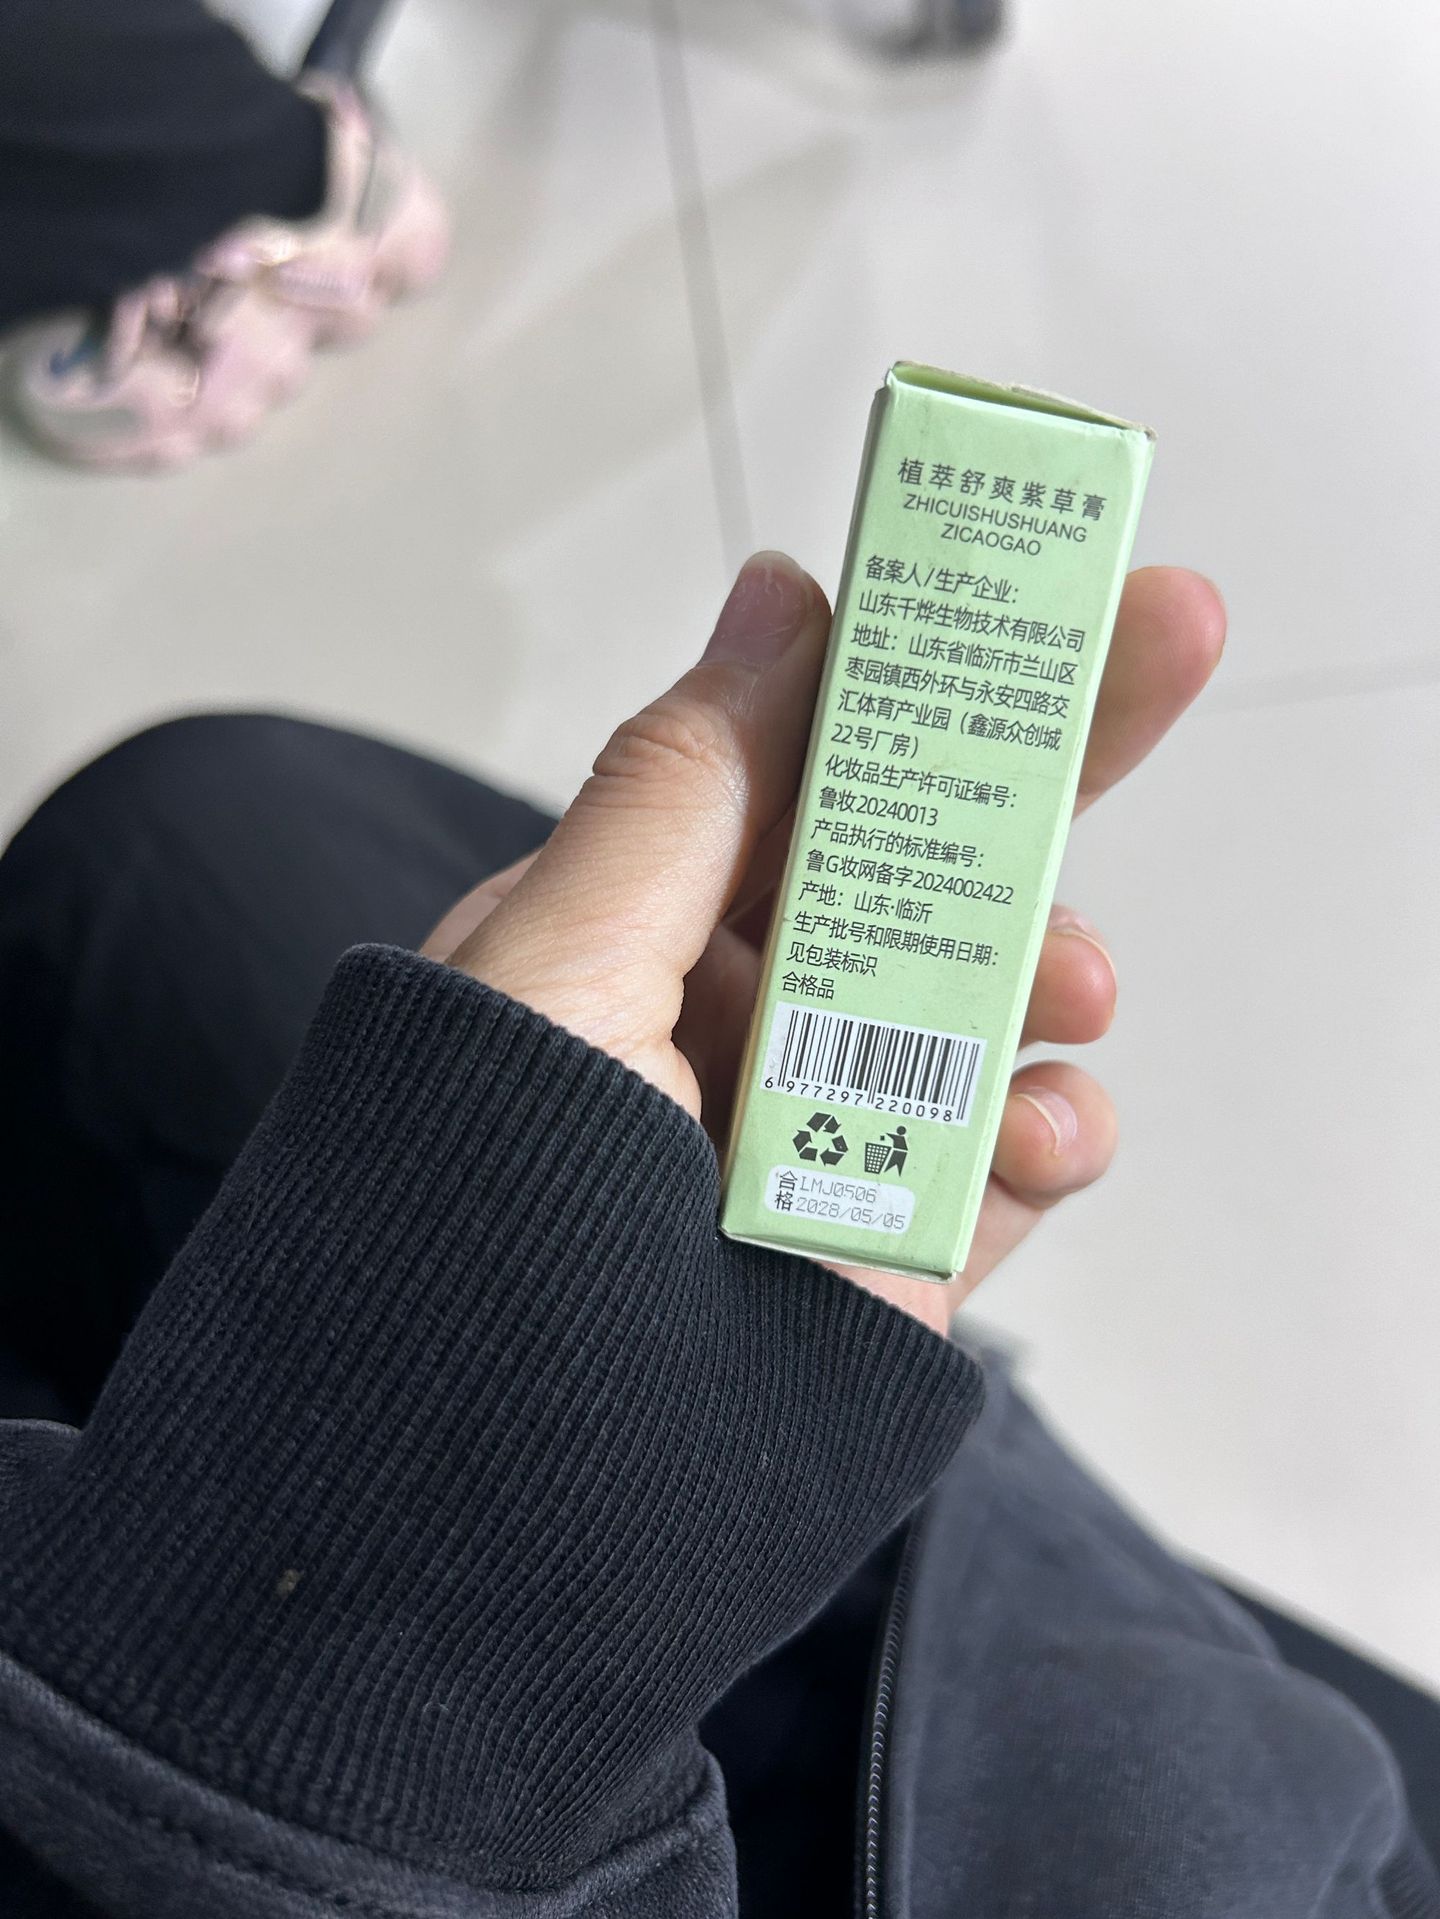 植萃舒爽紫草膏
ZHICUISHUSHUANG
ZICAOGAO
备案人/生产企业：
山东千烨生物技术有限公司
地址：山东省临沂市兰山区
枣园镇西外环与永安四路交
汇体育产业园（鑫源众创城
22号厂房）
化妆品生产许可证编号：
鲁妆20240013
产品执行的标准编号：
鲁G妆网备字2024002422
产地：山东·临沂
生产批号和限期使用日期：
见包装标识
合格品
6 977297 220098
合格
LMJ0506
2028/05/05